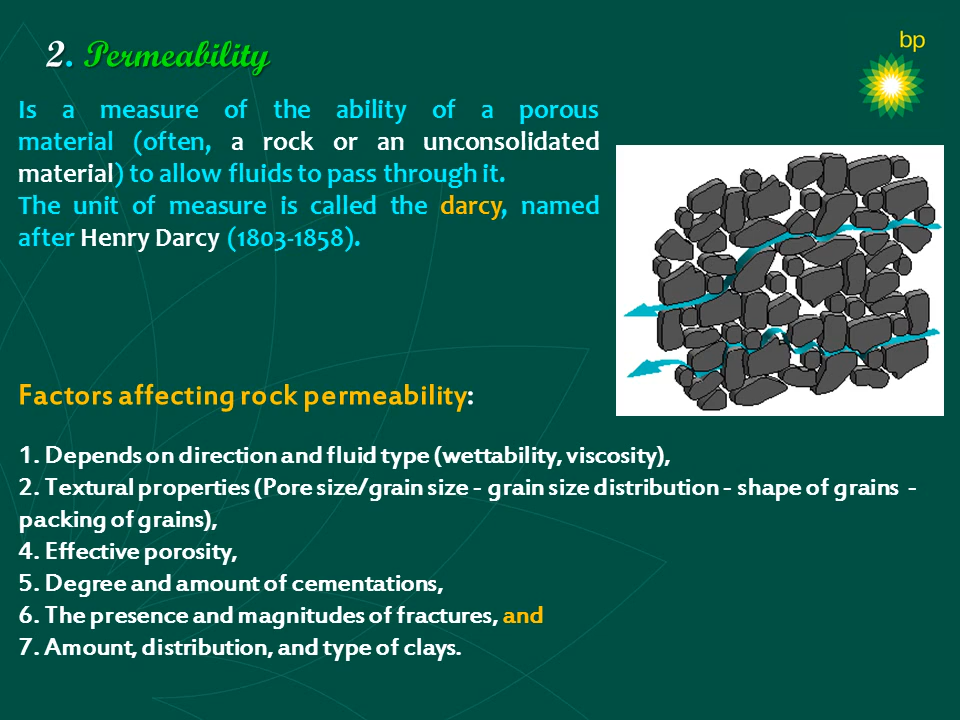 2. Permeability
bp
Is a measure of the ability of a porous
material (often, a rock or an unconsolidated
material) to allow fluids to pass through it.
The unit of measure is called the darcy, named
after Henry Darcy (1803-1858).
Factors affecting rock permeability:
1. Depends on direction and fluid type (wettability, viscosity),
2. Textural properties (Pore size/grain size - grain size distribution - shape of grains -
packing of grains),
4. Effective porosity,
5. Degree and amount of cementations,
6. The presence and magnitudes of fractures, and
7. Amount, distribution, and type of clays.